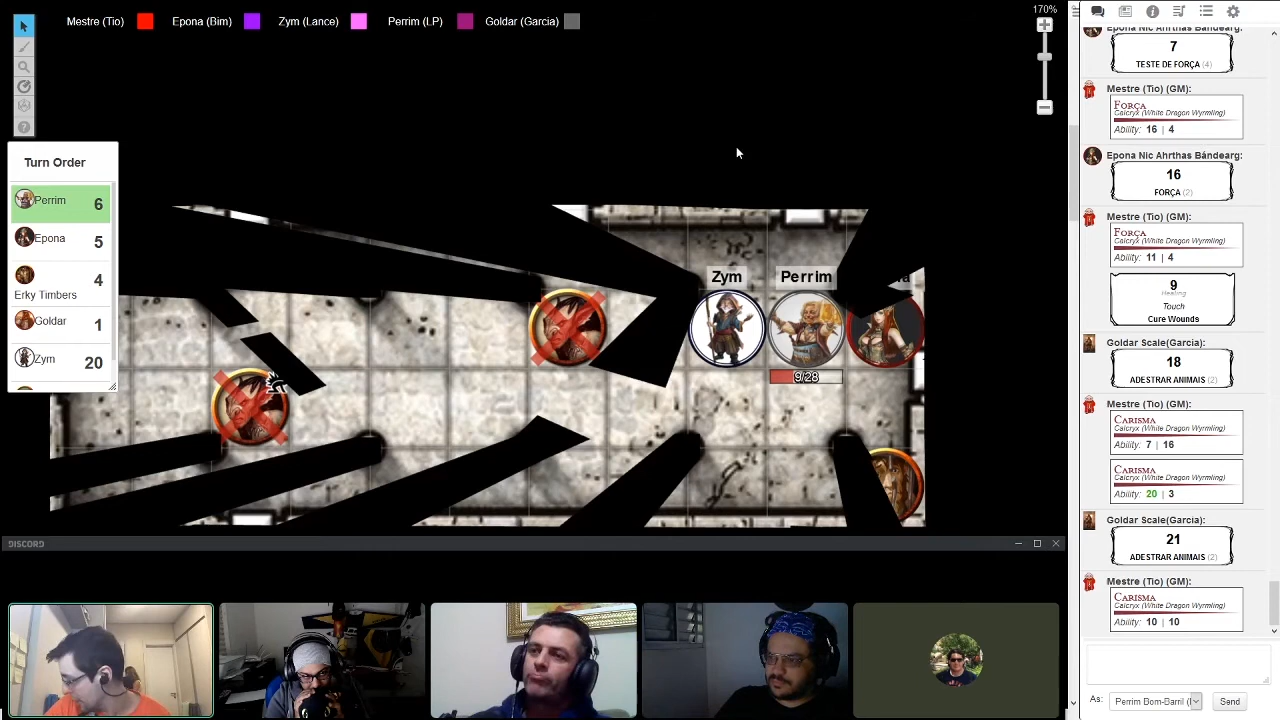 Mestre (Tio)
Epona (Bim)
Zym (Lance)
Perrim (LP)
Goldar (Garcia)
170%
Turn Order
Perrim 6
Epona 5
Erky Timbers 4
Goldar 1
Zym 20
Zym
Perrim
9/28
DISCORD
Epona Nic Ahrthas Bándearg:
7
TESTE DE FORÇA (4)
Mestre (Tio) (GM):
FORÇA
Calcryx (White Dragon Wyrmling)
Ability: 16 | 4
Epona Nic Ahrthas Bándearg:
16
FORÇA (2)
Mestre (Tio) (GM):
FORÇA
Calcryx (White Dragon Wyrmling)
Ability: 11 | 4
9
Healing
Touch
Cure Wounds
Goldar Scale(Garcia):
18
ADESTRAR ANIMAIS (2)
Mestre (Tio) (GM):
CARISMA
Calcryx (White Dragon Wyrmling)
Ability: 7 | 16
CARISMA
Calcryx (White Dragon Wyrmling)
Ability: 20 | 3
Goldar Scale(Garcia):
21
ADESTRAR ANIMAIS (2)
Mestre (Tio) (GM):
CARISMA
Calcryx (White Dragon Wyrmling)
Ability: 10 | 10
As: Perrim Bom-Barril (
Send